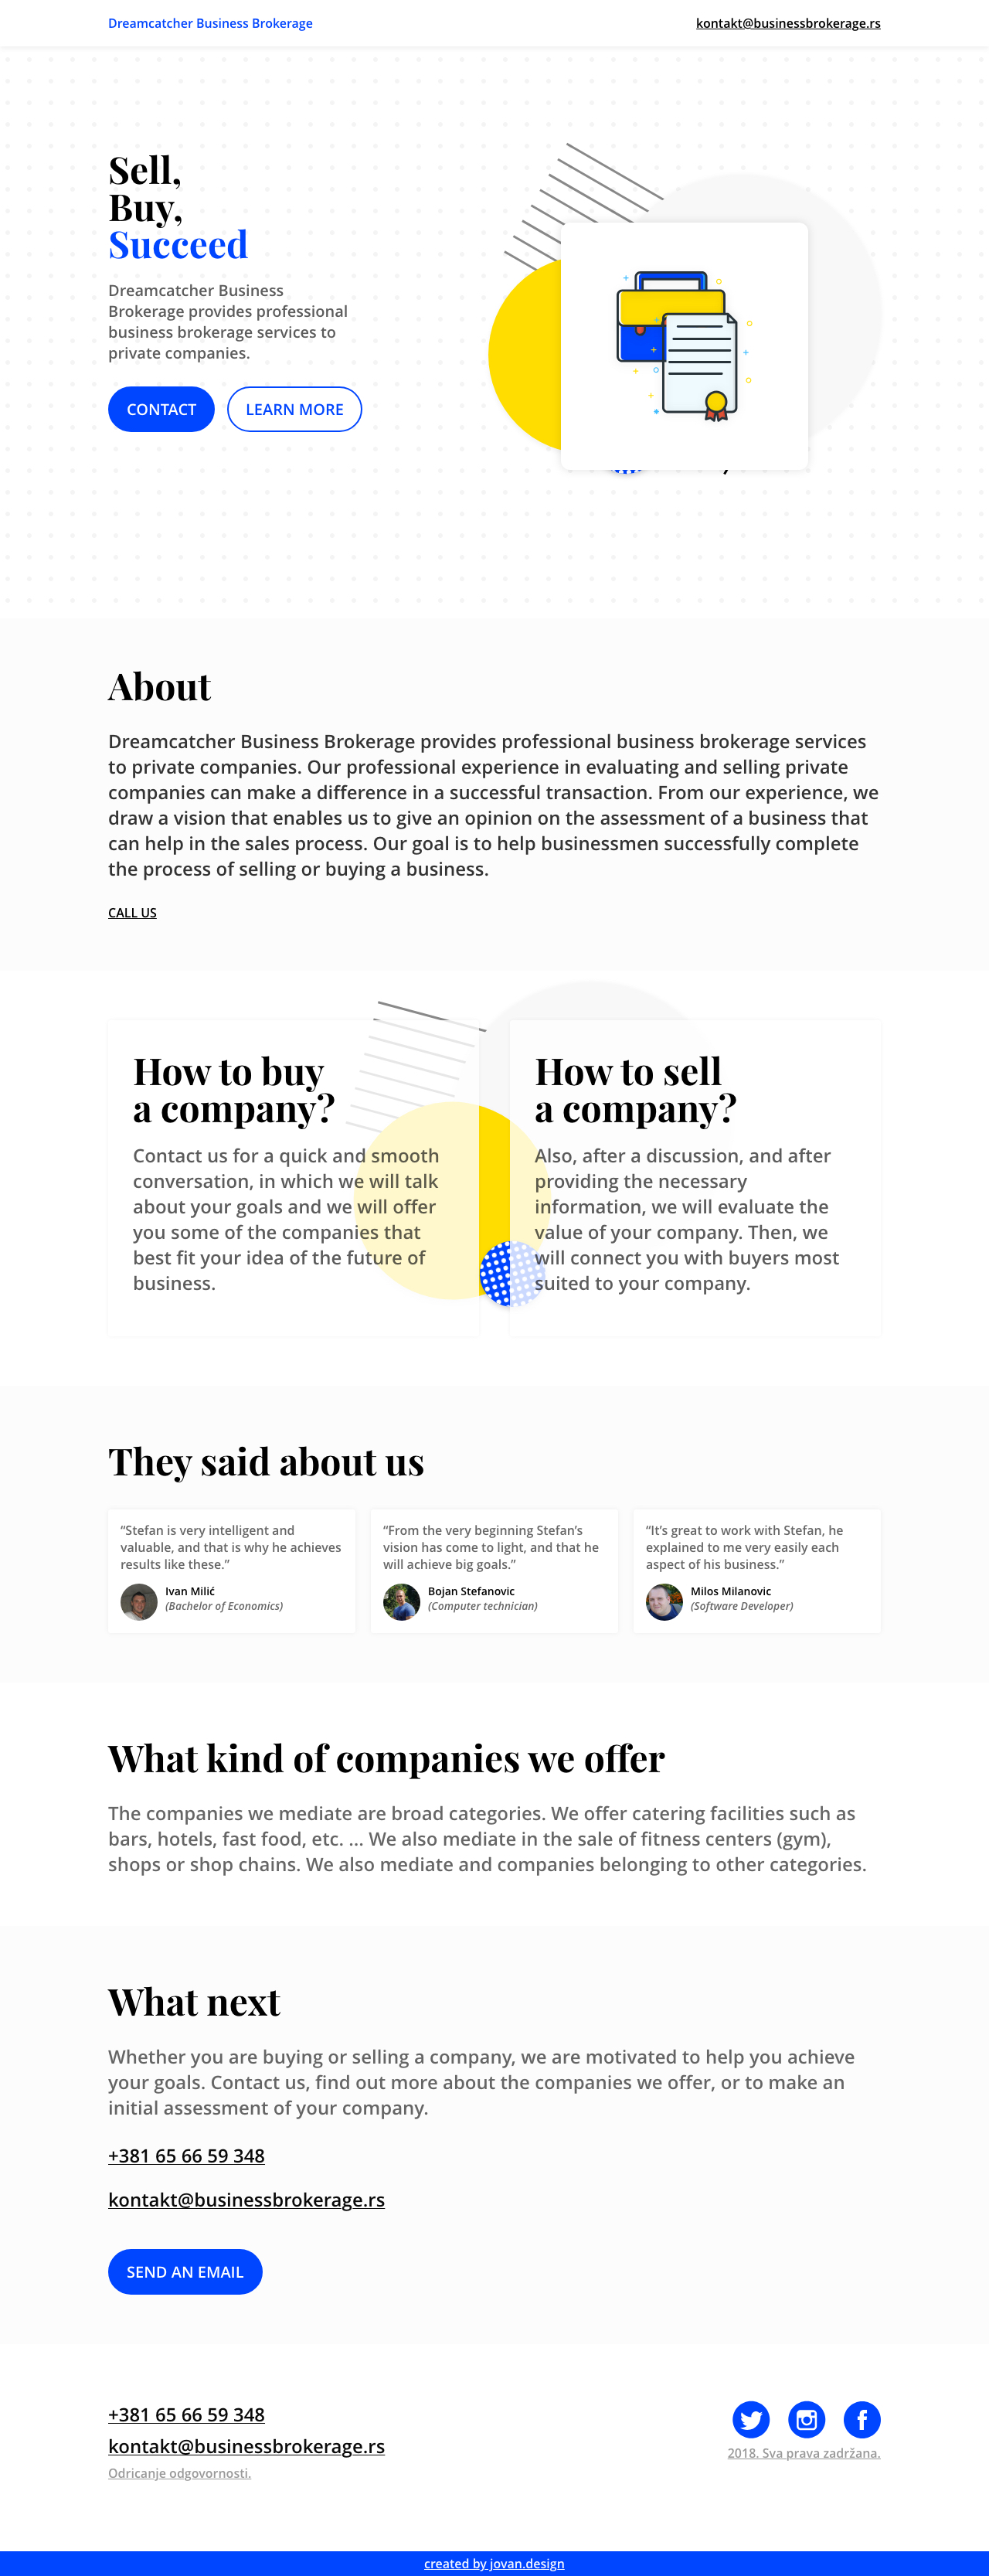 Dreamcatcher Business Brokerage
kontakt@businessbrokerage.rs
Sell,
Buy,
Succeed
Dreamcatcher Business
Brokerage provides professional
business brokerage services to
private companies.
CONTACT
LEARN MORE
About
Dreamcatcher Business Brokerage provides professional business brokerage services
to private companies. Our professional experience in evaluating and selling private
companies can make a difference in a successful transaction. From our experience, we
draw a vision that enables us to give an opinion on the assessment of a business that
can help in the sales process. Our goal is to help businessmen successfully complete
the process of selling or buying a business.
CALL US
How to buy
a company?
Contact us for a quick and smooth
conversation, in which we will talk
about your goals and we will offer
you some of the companies that
best fit your idea of the future of
business.
How to sell
a company?
Also, after a discussion, and after
providing the necessary
information, we will evaluate the
value of your company. Then, we
will connect you with buyers most
suited to your company.
They said about us
“Stefan is very intelligent and
valuable, and that is why he achieves
results like these.”
Ivan Milić
(Bachelor of Economics)
“From the very beginning Stefan’s
vision has come to light, and that he
will achieve big goals.”
Bojan Stefanovic
(Computer technician)
“It’s great to work with Stefan, he
explained to me very easily each
aspect of his business.”
Milos Milanovic
(Software Developer)
What kind of companies we offer
The companies we mediate are broad categories. We offer catering facilities such as
bars, hotels, fast food, etc. ... We also mediate in the sale of fitness centers (gym),
shops or shop chains. We also mediate and companies belonging to other categories.
What next
Whether you are buying or selling a company, we are motivated to help you achieve
your goals. Contact us, find out more about the companies we offer, or to make an
initial assessment of your company.
+381 65 66 59 348
kontakt@businessbrokerage.rs
SEND AN EMAIL
+381 65 66 59 348
kontakt@businessbrokerage.rs
Odricanje odgovornosti.
2018. Sva prava zadržana.
created by jovan.design